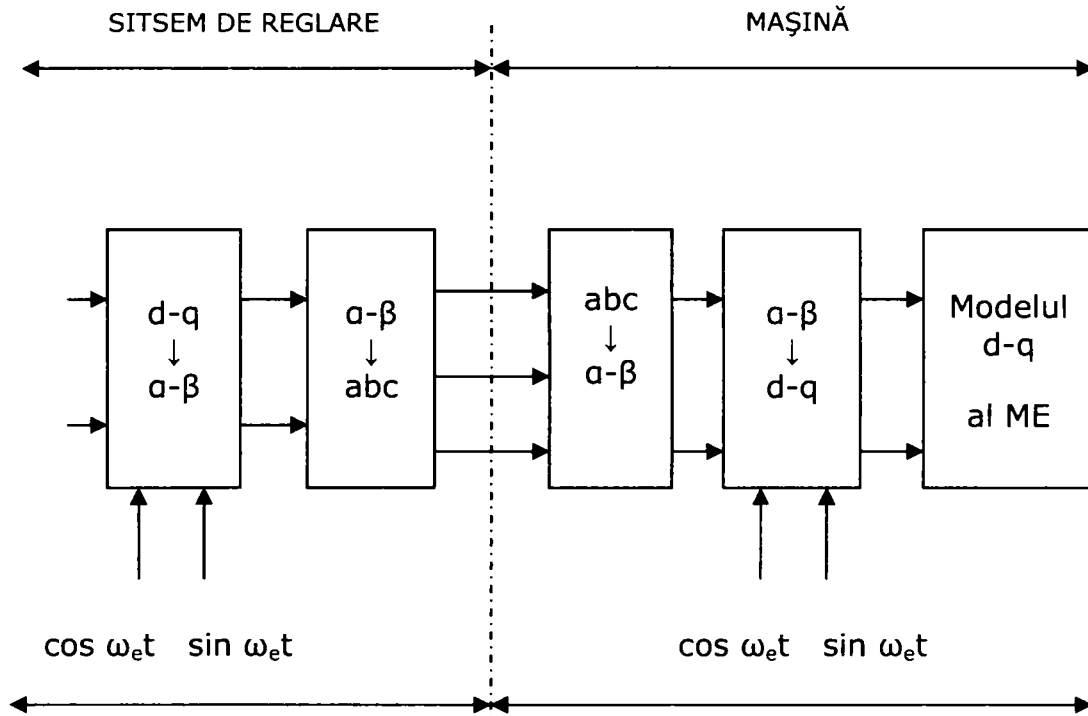 SITSEM DE REGLARE
MAŞINĂ
d-q
↓
α-β
α-β
↓
abc
abc
↓
α-β
α-β
↓
d-q
Modelul
d-q
al ME
cos ωₑt
sin ωₑt
cos ωₑt
sin ωₑt